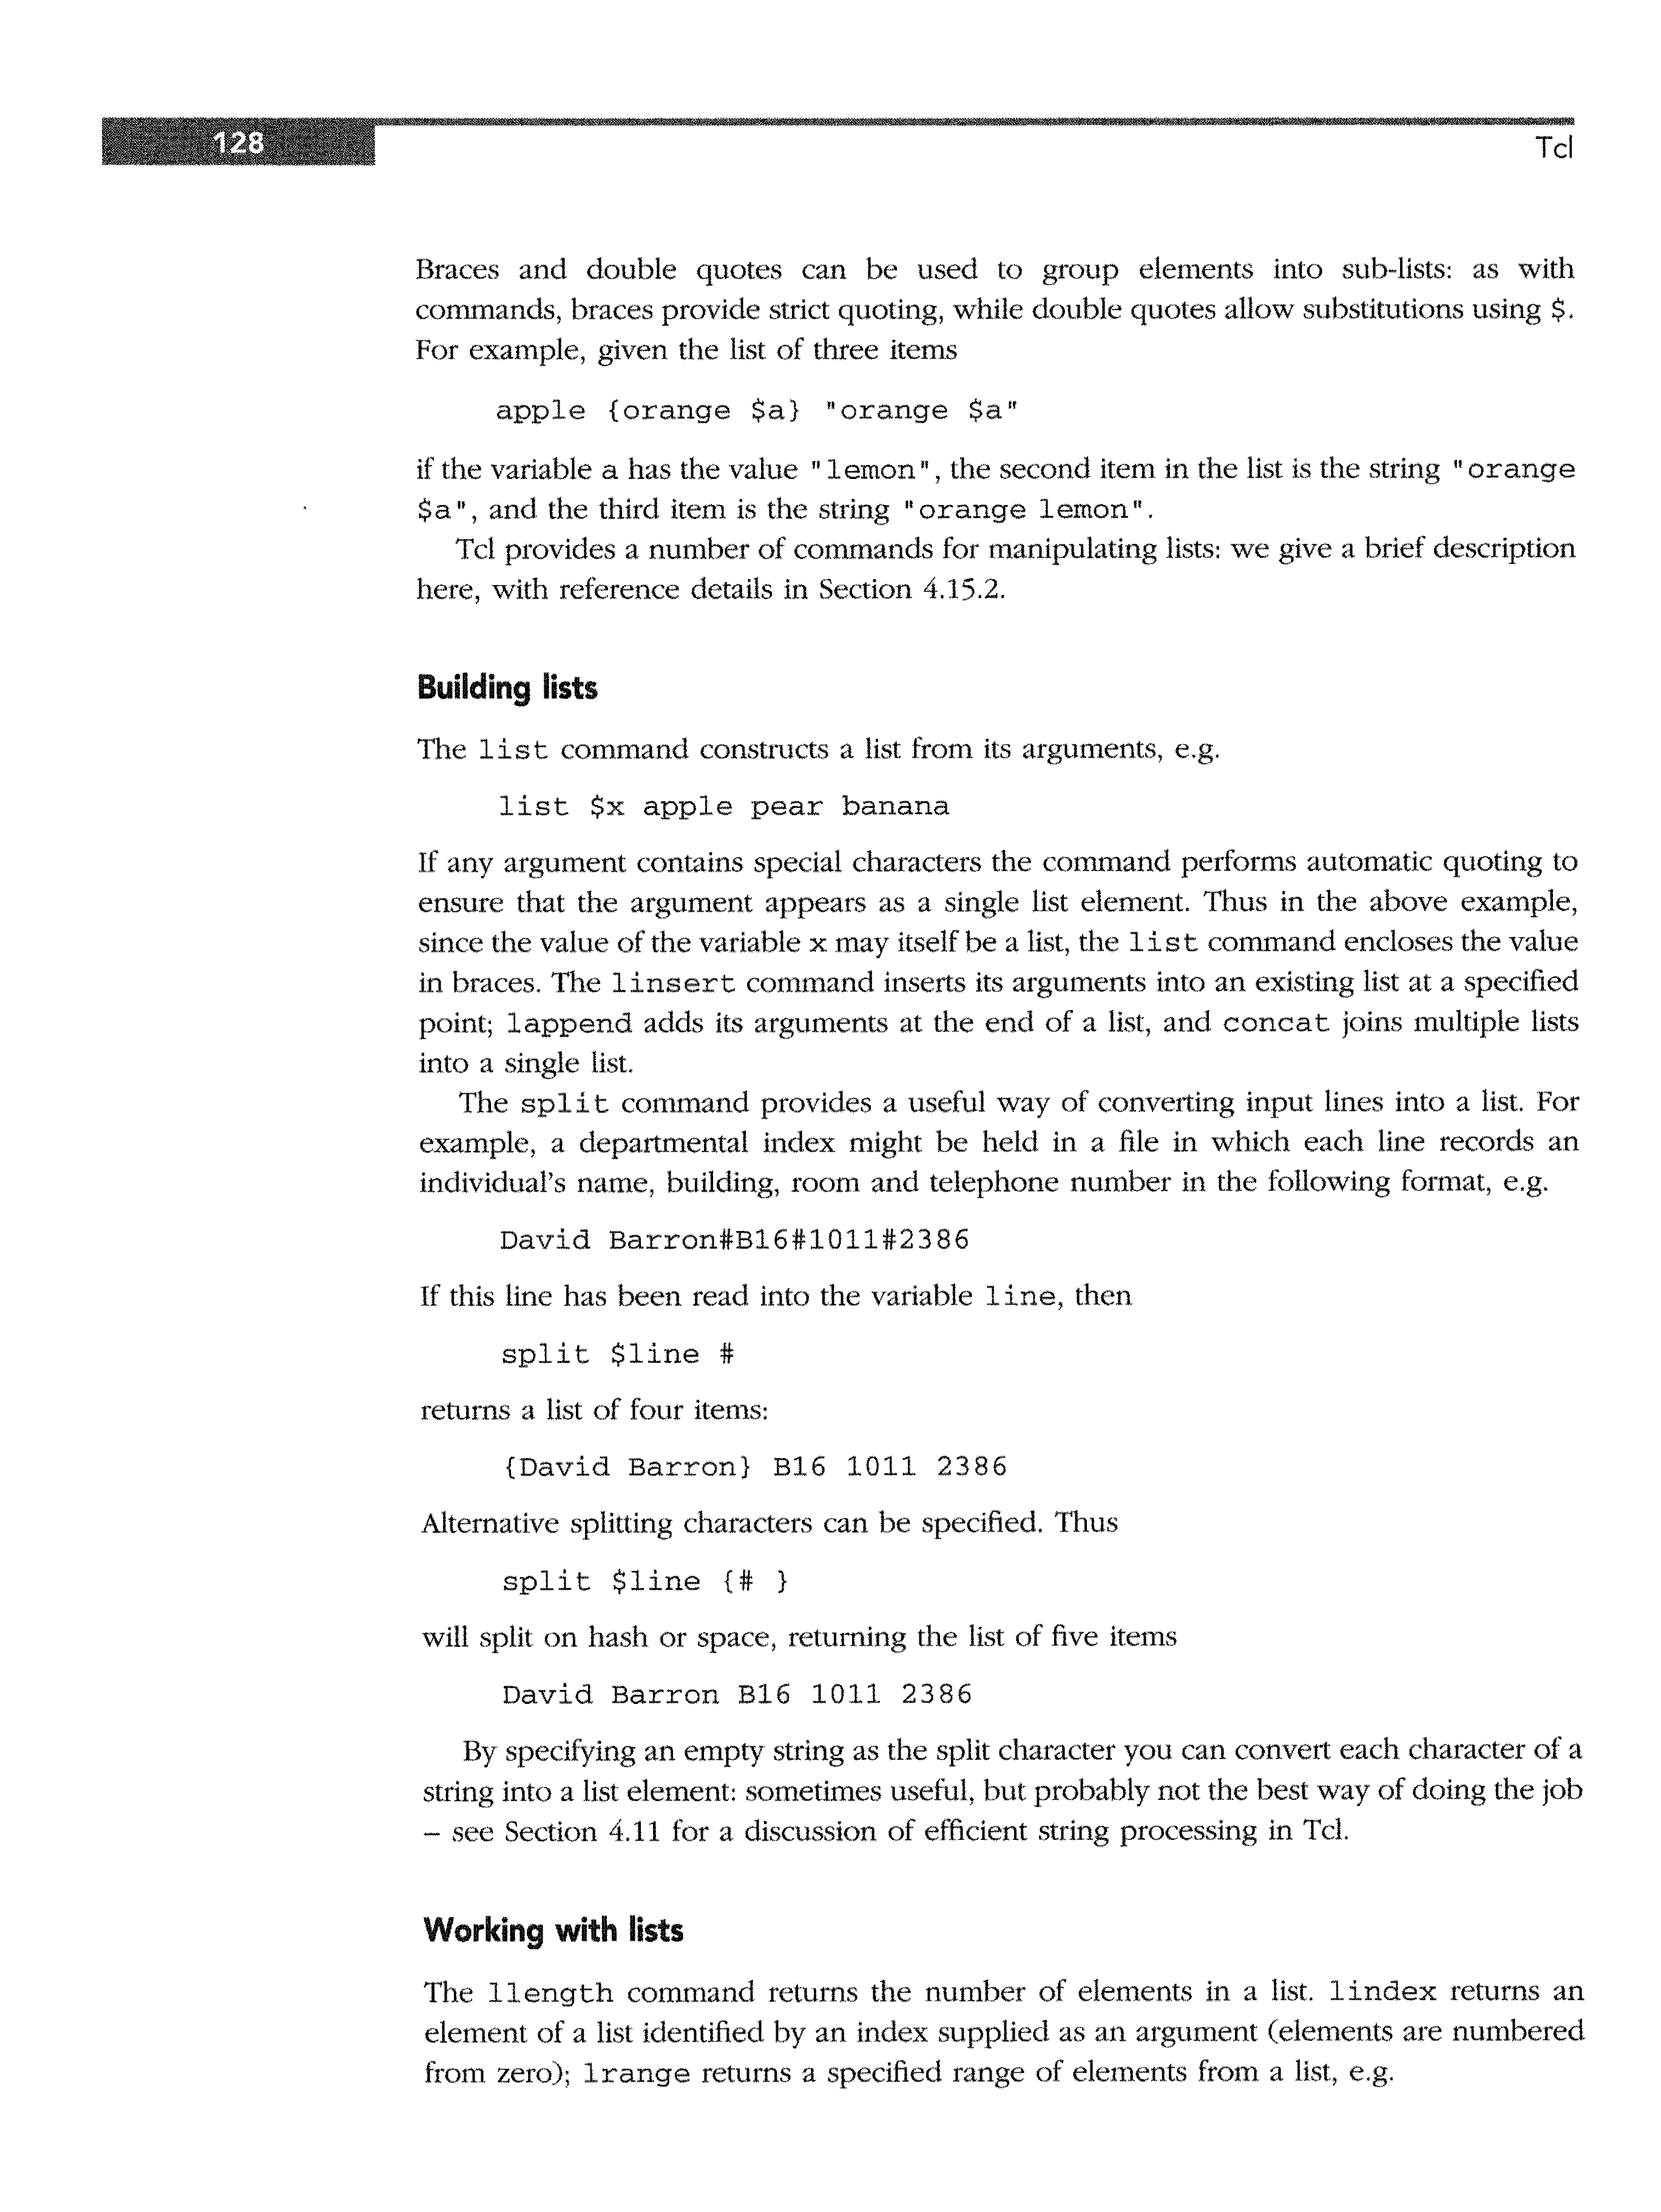 128
Tcl
Braces and double quotes can be used to group elements into sub-lists: as with
commands, braces provide strict quoting, while double quotes allow substitutions using $.
For example, given the list of three items
apple {orange $a} "orange $a"
if the variable a has the value "lemon", the second item in the list is the string "orange
$a", and the third item is the string "orange lemon".
Tcl provides a number of commands for manipulating lists: we give a brief description
here, with reference details in Section 4.15.2.
Building lists
The list command constructs a list from its arguments, e.g.
list $x apple pear banana
If any argument contains special characters the command performs automatic quoting to
ensure that the argument appears as a single list element. Thus in the above example,
since the value of the variable x may itself be a list, the list command encloses the value
in braces. The linsert command inserts its arguments into an existing list at a specified
point; lappend adds its arguments at the end of a list, and concat joins multiple lists
into a single list.
The split command provides a useful way of converting input lines into a list. For
example, a departmental index might be held in a file in which each line records an
individual's name, building, room and telephone number in the following format, e.g.
David Barron#B16#1011#2386
If this line has been read into the variable line, then
split $line #
returns a list of four items:
{David Barron} B16 1011 2386
Alternative splitting characters can be specified. Thus
split $line {# }
will split on hash or space, returning the list of five items
David Barron B16 1011 2386
By specifying an empty string as the split character you can convert each character of a
string into a list element: sometimes useful, but probably not the best way of doing the job
– see Section 4.11 for a discussion of efficient string processing in Tcl.
Working with lists
The llength command returns the number of elements in a list. lindex returns an
element of a list identified by an index supplied as an argument (elements are numbered
from zero); lrange returns a specified range of elements from a list, e.g.